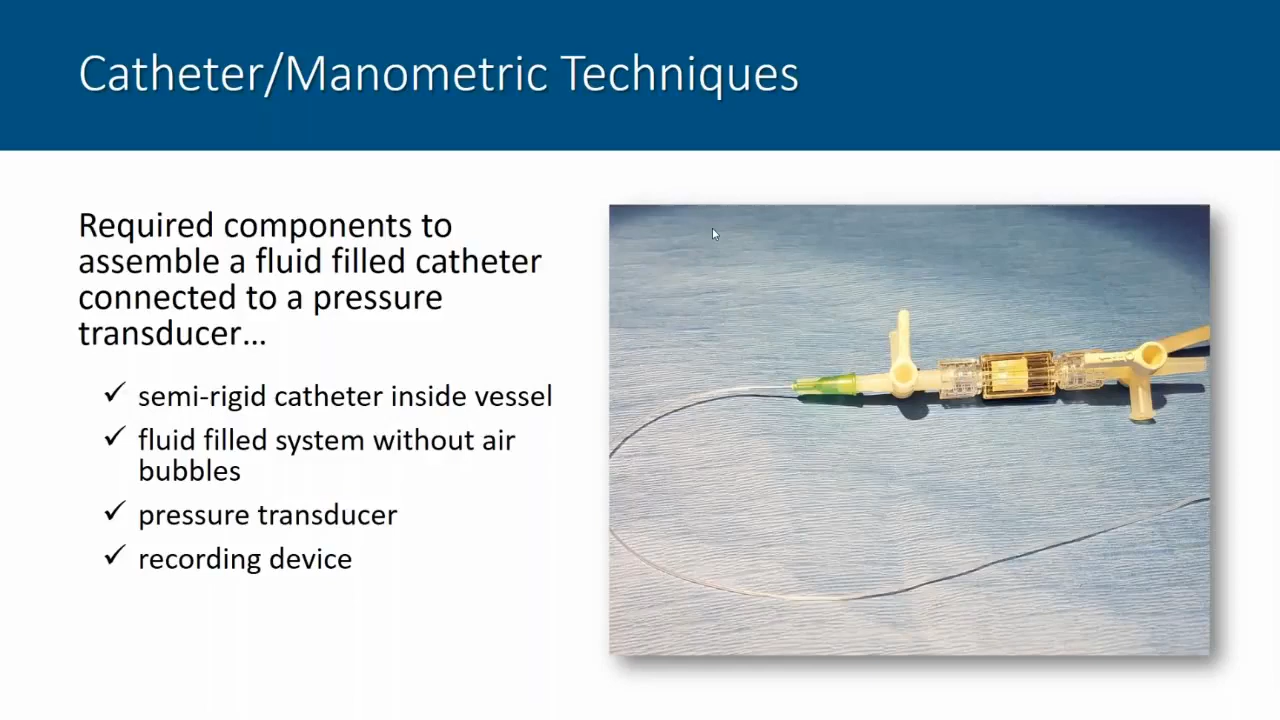 Catheter/Manometric Techniques
Required components to
assemble a fluid filled catheter
connected to a pressure
transducer…
✓ semi-rigid catheter inside vessel
✓ fluid filled system without air
bubbles
✓ pressure transducer
✓ recording device